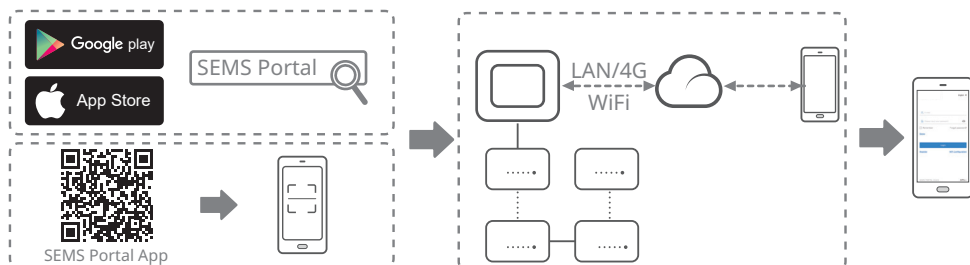 Google play
App Store
SEMS Portal
SEMS Portal App
LAN/4G
WiFi